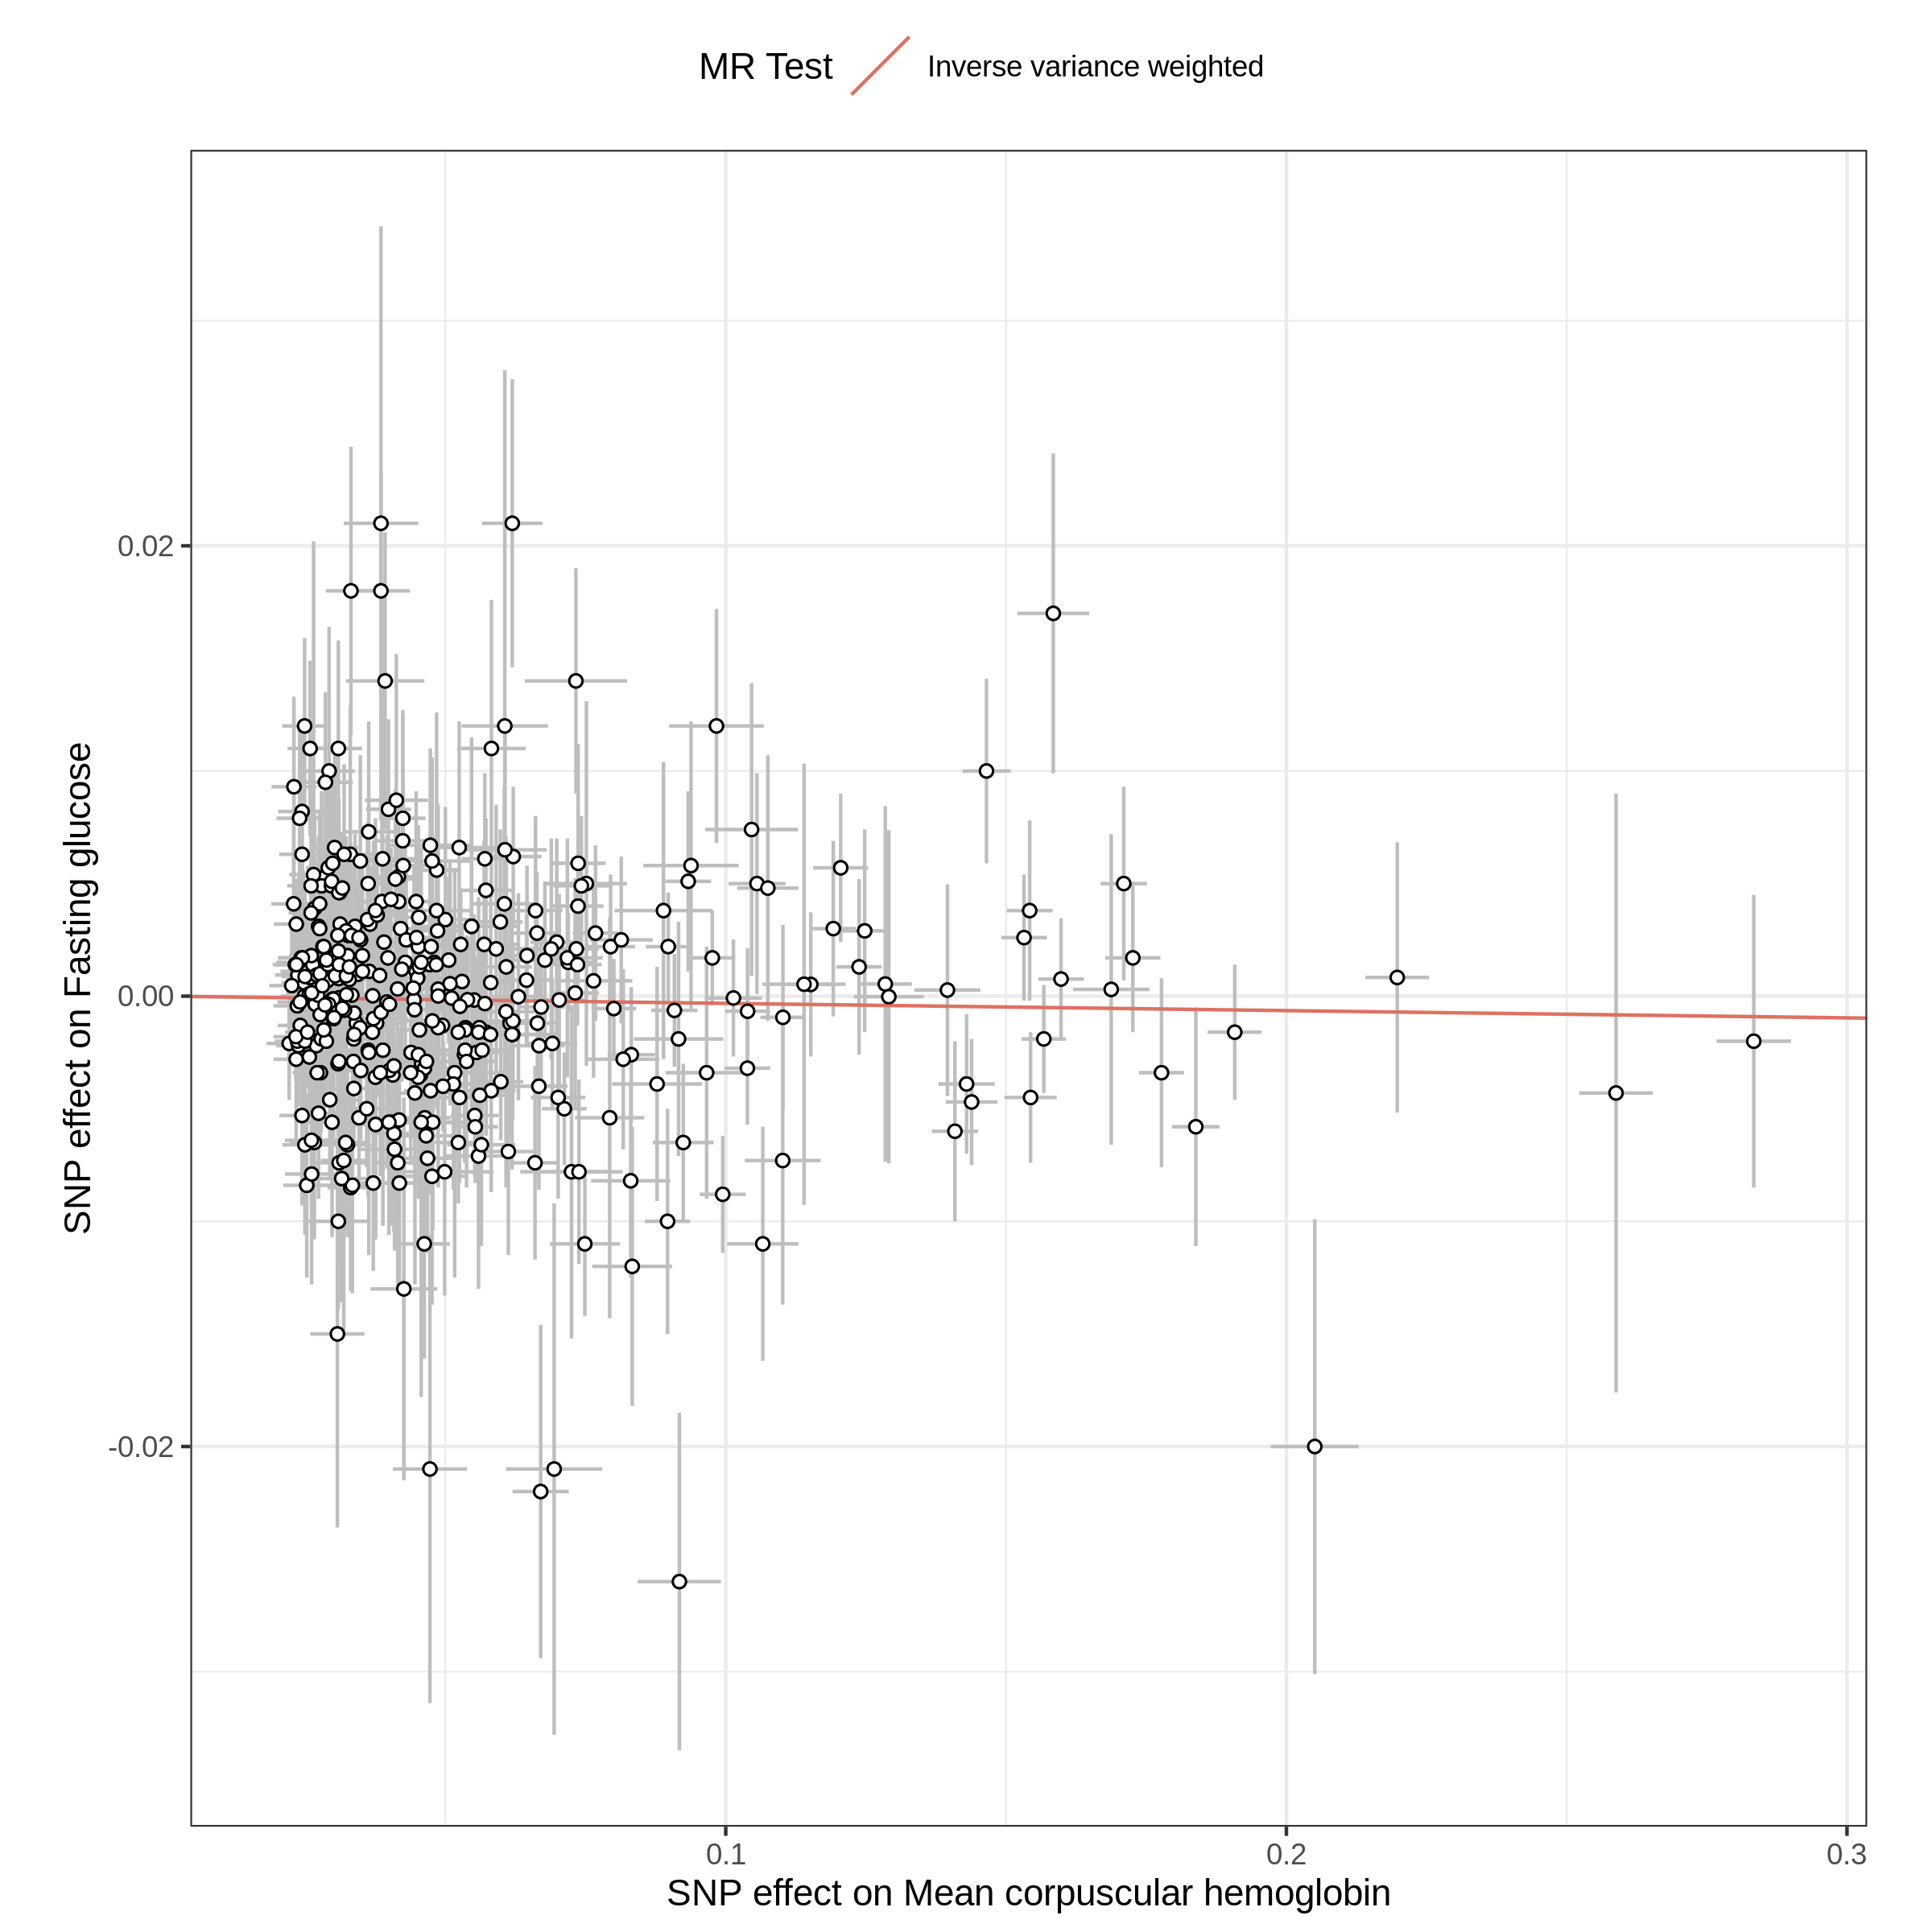 MR Test Inverse variance weighted
SNP effect on Fasting glucose
0.02
0.00
-0.02
0.1 0.2 0.3
SNP effect on Mean corpuscular hemoglobin